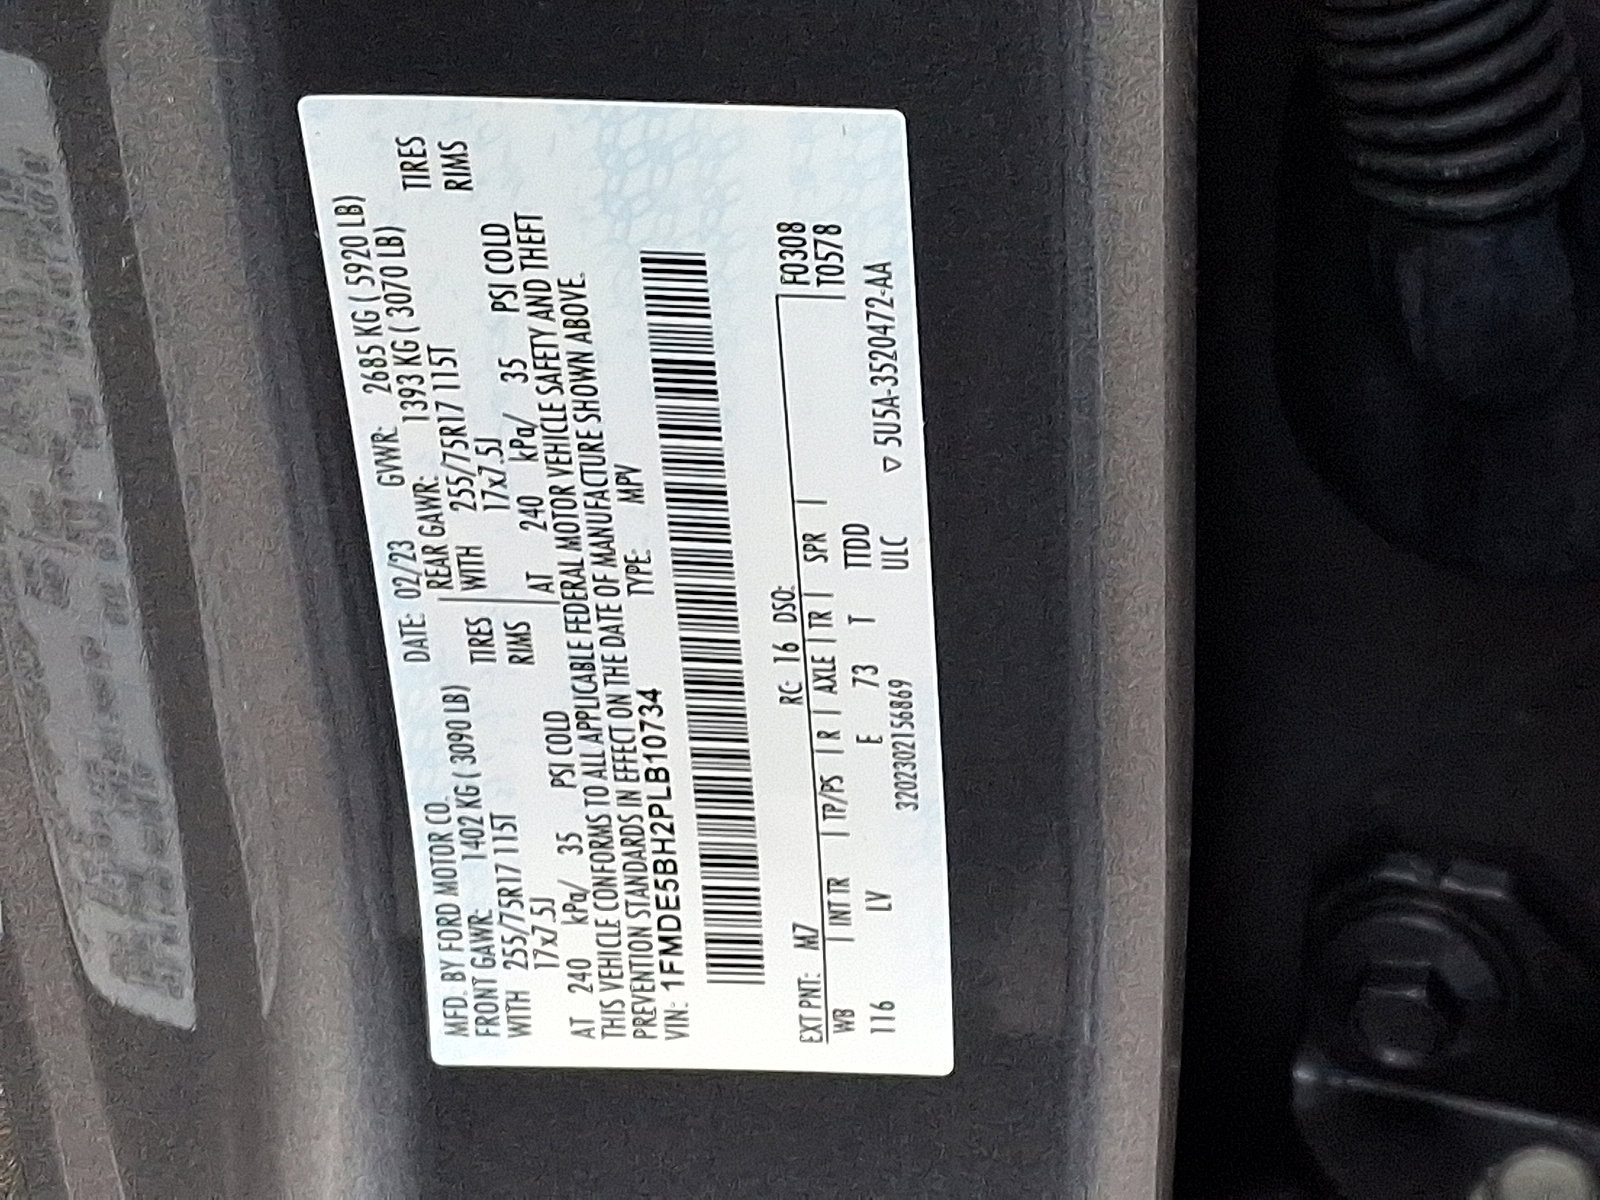 MFD. BY FORD MOTOR CO. DATE: 02/23 GVWR: 2685 KG ( 5920 LB)
FRONT GAWR: 1402 KG ( 3090 LB) REAR GAWR: 1393 KG ( 3070 LB)
WITH 255/75R17 115T TIRES WITH 255/75R17 115T TIRES
17x7.5J RIMS 17x7.5J RIMS
AT 240 kPa/ 35 PSI COLD AT 240 kPa/ 35 PSI COLD
THIS VEHICLE CONFORMS TO ALL APPLICABLE FEDERAL MOTOR VEHICLE SAFETY AND THEFT
PREVENTION STANDARDS IN EFFECT ON THE DATE OF MANUFACTURE SHOWN ABOVE.
VIN: 1FMDE5BH2PLB10734 TYPE: MPV
EXT PNT: M7 RC: 16 DSO: F0308
WB | INT TR | TP/PS | R | AXLE | TR | SPR | T0578
116 LV E 73 T TTDD
3202302156869 ULC ▽ 5U5A-3520472-AA